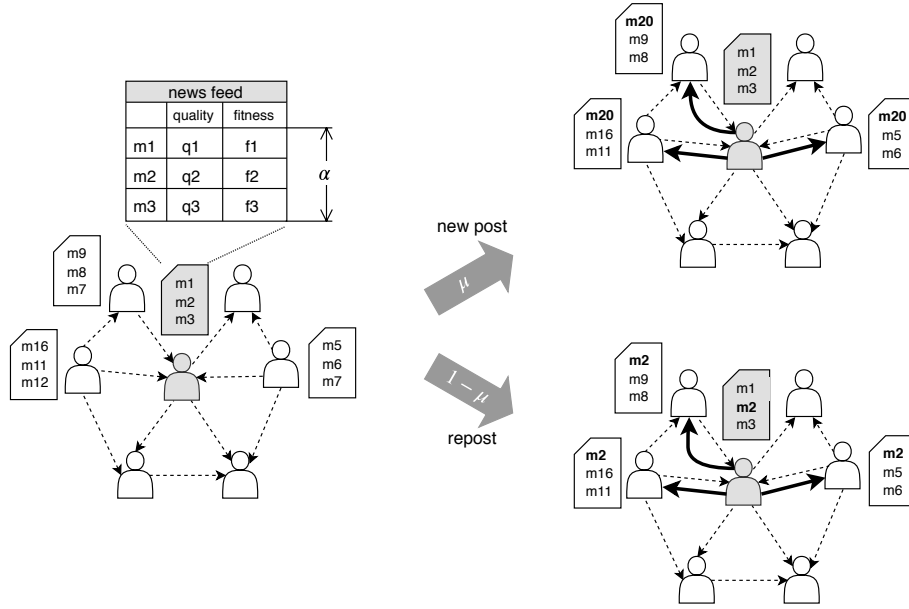 news feed
quality fitness
m1 q1 f1
m2 q2 f2
m3 q3 f3
α
m9
m8
m7
m1
m2
m3
m16
m11
m12
m5
m6
m7
new post
μ
1 − μ
repost
m20
m9
m8
m1
m2
m3
m20
m16
m11
m20
m5
m6
m2
m9
m8
m1
m2
m3
m2
m16
m11
m2
m5
m6